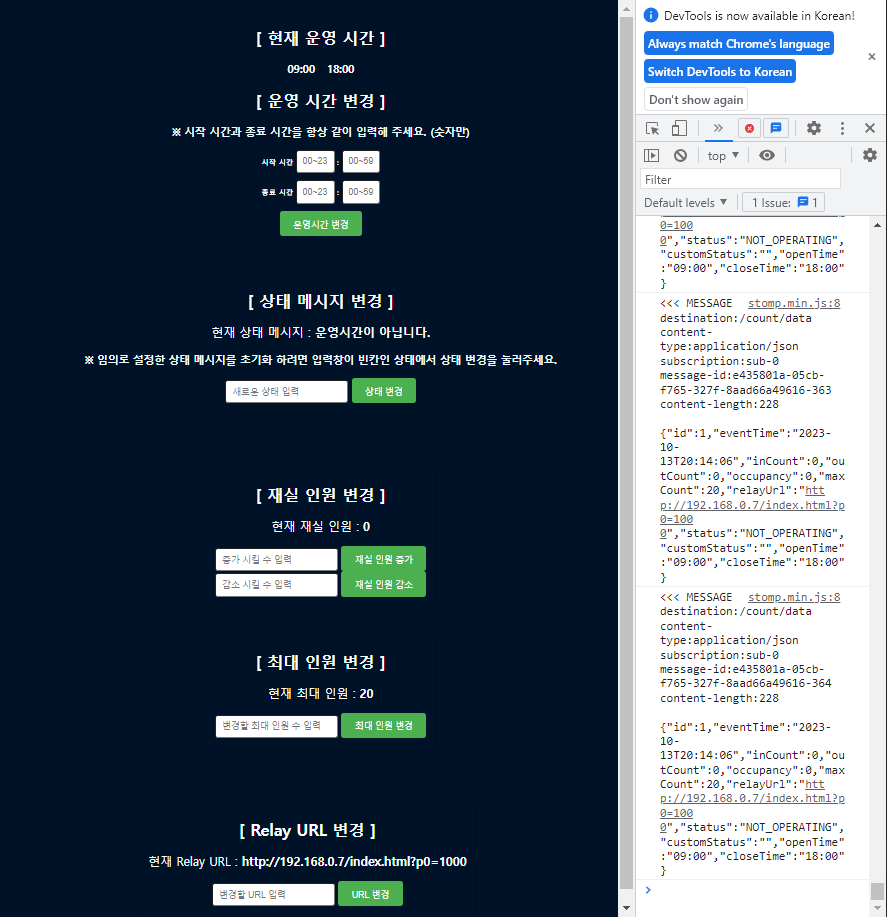 [ 현재 운영 시간 ]
09:00 18:00
[ 운영 시간 변경 ]
※ 시작 시간과 종료 시간을 항상 같이 입력해 주세요. (숫자만)
시작 시간 00~23 : 00~59
종료 시간 00~23 : 00~59
운영시간 변경
[ 상태 메시지 변경 ]
현재 상태 메시지 : 운영시간이 아닙니다.
※ 임의로 설정한 상태 메시지를 초기화 하려면 입력창이 빈칸인 상태에서 상태 변경을 눌러주세요.
새로운 상태 입력 상태 변경
[ 재실 인원 변경 ]
현재 재실 인원 : 0
증가 시킬 수 입력 재실 인원 증가
감소 시킬 수 입력 재실 인원 감소
[ 최대 인원 변경 ]
현재 최대 인원 : 20
변경할 최대 인원 수 입력 최대 인원 변경
[ Relay URL 변경 ]
현재 Relay URL : http://192.168.0.7/index.html?p0=1000
변경할 URL 입력 URL 변경
DevTools is now available in Korean!
Always match Chrome's language
Switch DevTools to Korean
Don't show again
top
Filter
Default levels 1 Issue: 1
0=100
0","status":"NOT_OPERATING",
"customStatus":"","openTime"
:"09:00","closeTime":"18:00"
}
<<< MESSAGE stomp.min.js:8
destination:/count/data
content-
type:application/json
subscription:sub-0
message-id:e435801a-05cb-
f765-327f-8aad66a49616-363
content-length:228
{"id":1,"eventTime":"2023-
10-
13T20:14:06","inCount":0,"ou
tCount":0,"occupancy":0,"max
Count":20,"relayUrl":"htt
p://192.168.0.7/index.html?p
0=100
0","status":"NOT_OPERATING",
"customStatus":"","openTime"
:"09:00","closeTime":"18:00"
}
<<< MESSAGE stomp.min.js:8
destination:/count/data
content-
type:application/json
subscription:sub-0
message-id:e435801a-05cb-
f765-327f-8aad66a49616-364
content-length:228
{"id":1,"eventTime":"2023-
10-
13T20:14:06","inCount":0,"ou
tCount":0,"occupancy":0,"max
Count":20,"relayUrl":"htt
p://192.168.0.7/index.html?p
0=100
0","status":"NOT_OPERATING",
"customStatus":"","openTime"
:"09:00","closeTime":"18:00"
}